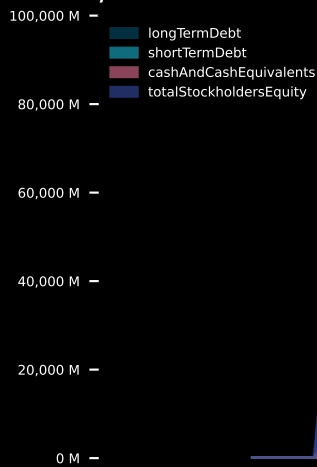 100,000 M
longTermDebt
shortTermDebt
cashAndCashEquivalents
totalStockholdersEquity
80,000 M
60,000 M
40,000 M
20,000 M
0 M